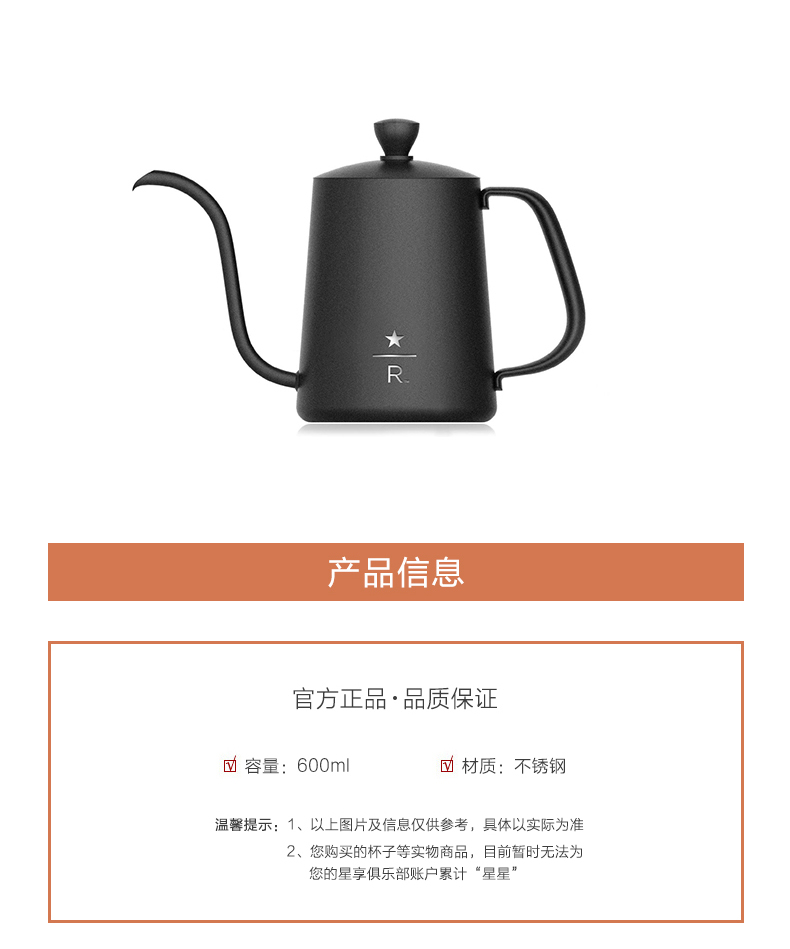 R
产品信息
官方正品·品质保证
容量：600ml
材质：不锈钢
温馨提示：1、以上图片及信息仅供参考，具体以实际为准
2、您购买的杯子等实物商品，目前暂时无法为
您的星享俱乐部账户累计“星星”